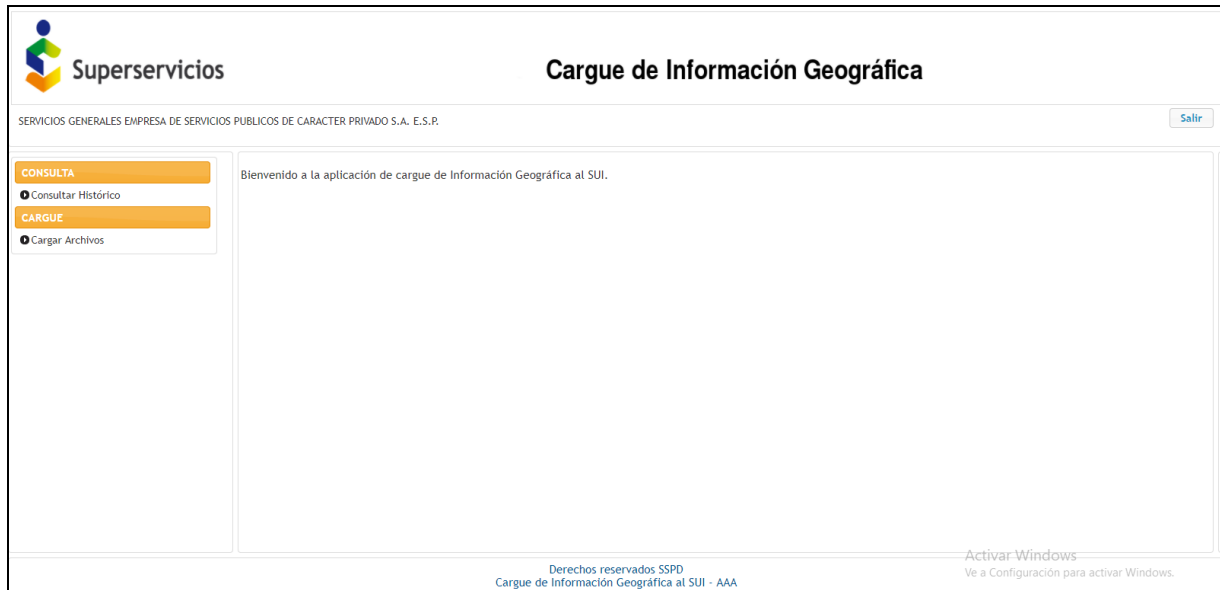 Superservicios
Cargue de Información Geográfica
SERVICIOS GENERALES EMPRESA DE SERVICIOS PUBLICOS DE CARACTER PRIVADO S.A. E.S.P.
Salir
CONSULTA
Consultar Histórico
CARGUE
Cargar Archivos
Bienvenido a la aplicación de cargue de Información Geográfica al SUI.
Activar Windows
Ve a Configuración para activar Windows.
Derechos reservados SSPD
Cargue de Información Geográfica al SUI - AAA